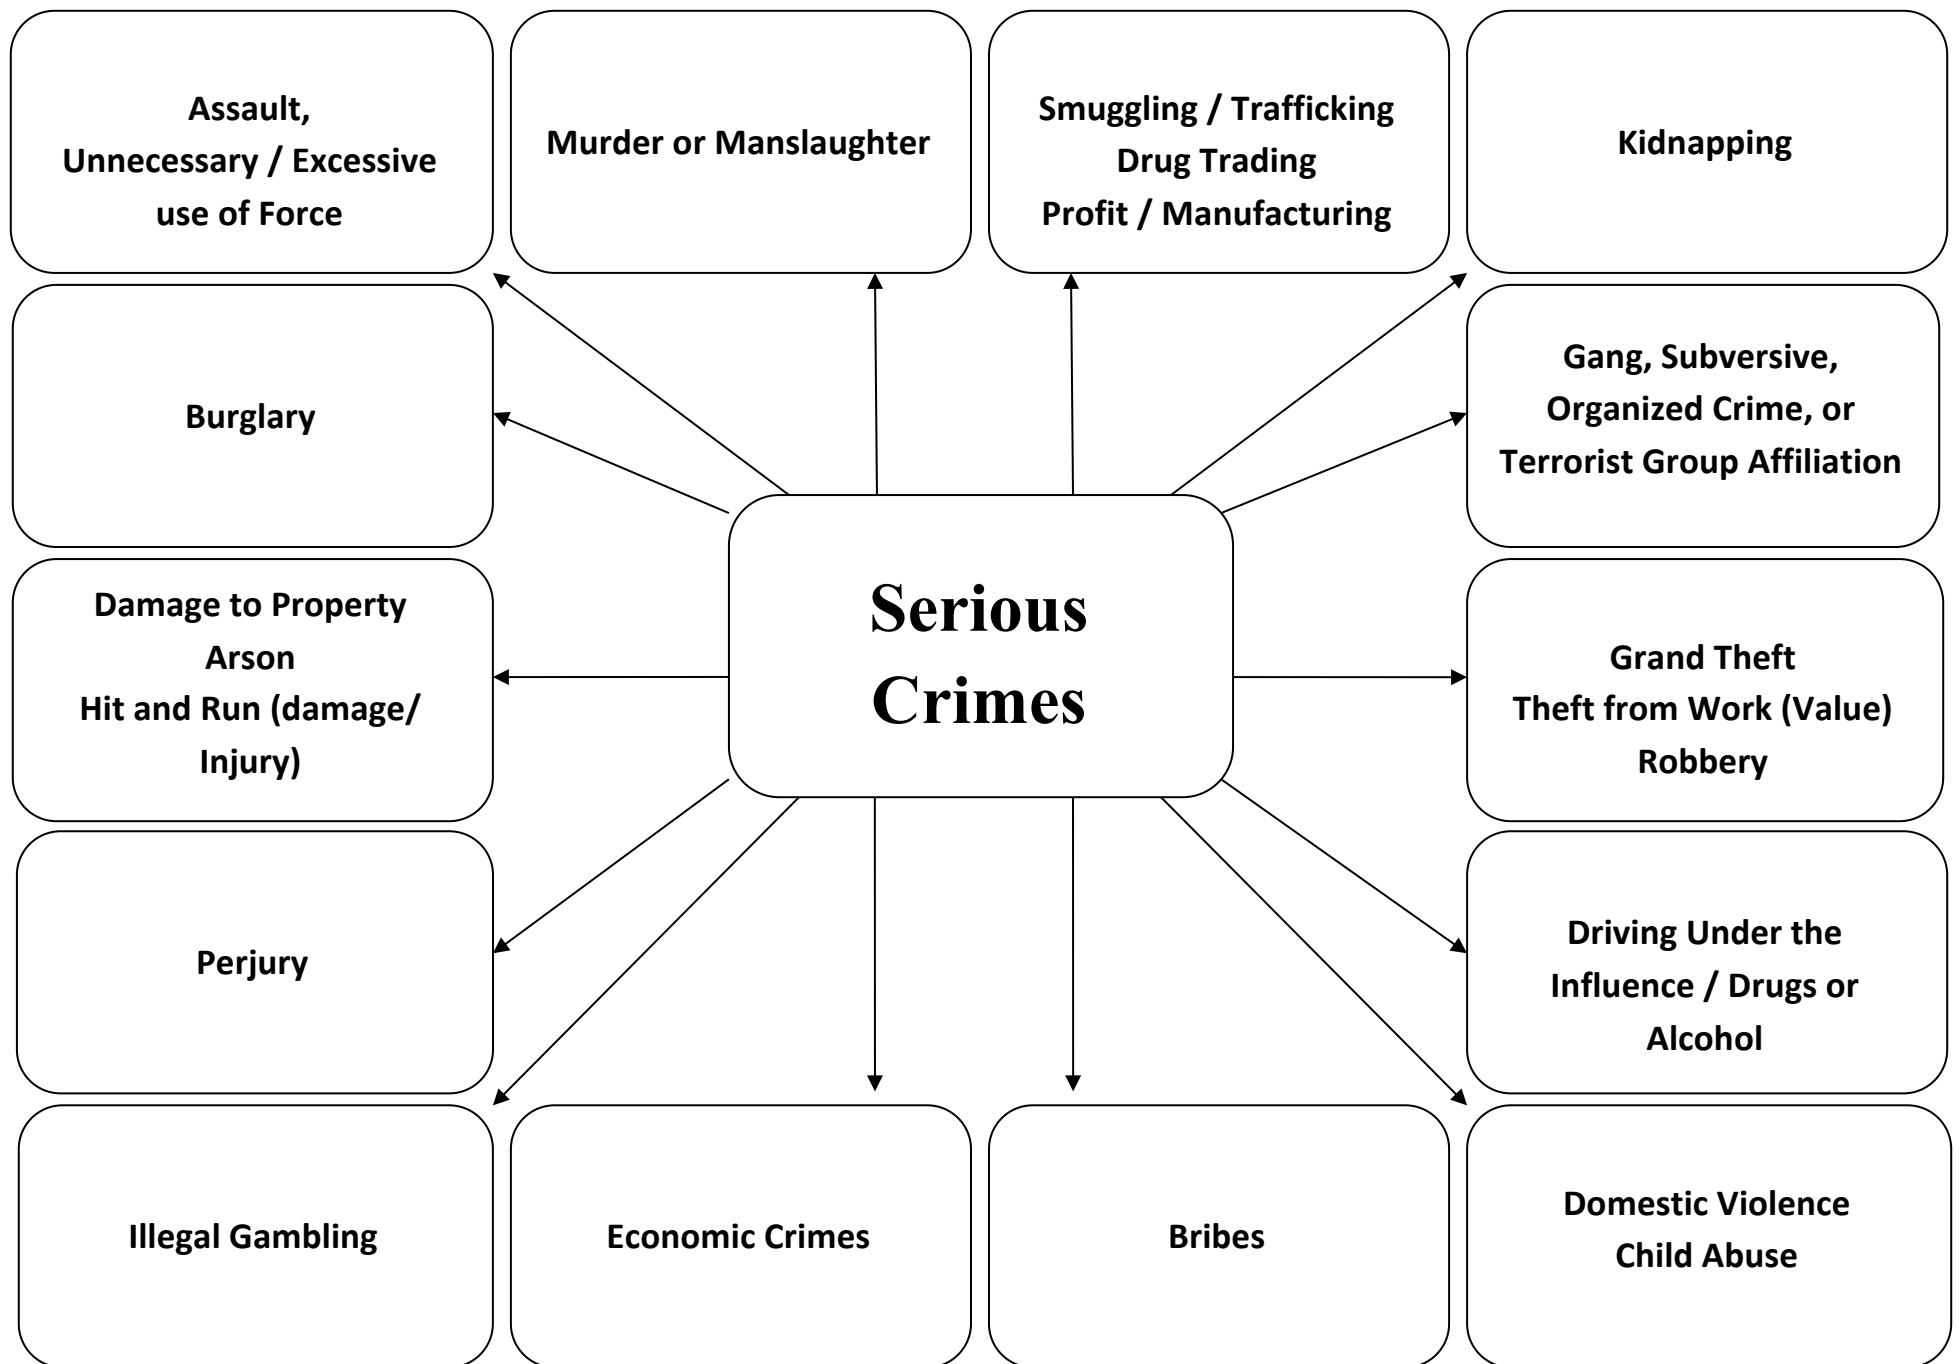 Assault,
Unnecessary / Excessive
use of Force
Murder or Manslaughter
Smuggling / Trafficking
Drug Trading
Profit / Manufacturing
Kidnapping
Burglary
Gang, Subversive,
Organized Crime, or
Terrorist Group Affiliation
Serious
Crimes
Damage to Property
Arson
Hit and Run (damage/
Injury)
Grand Theft
Theft from Work (Value)
Robbery
Perjury
Driving Under the
Influence / Drugs or
Alcohol
Illegal Gambling
Economic Crimes
Bribes
Domestic Violence
Child Abuse